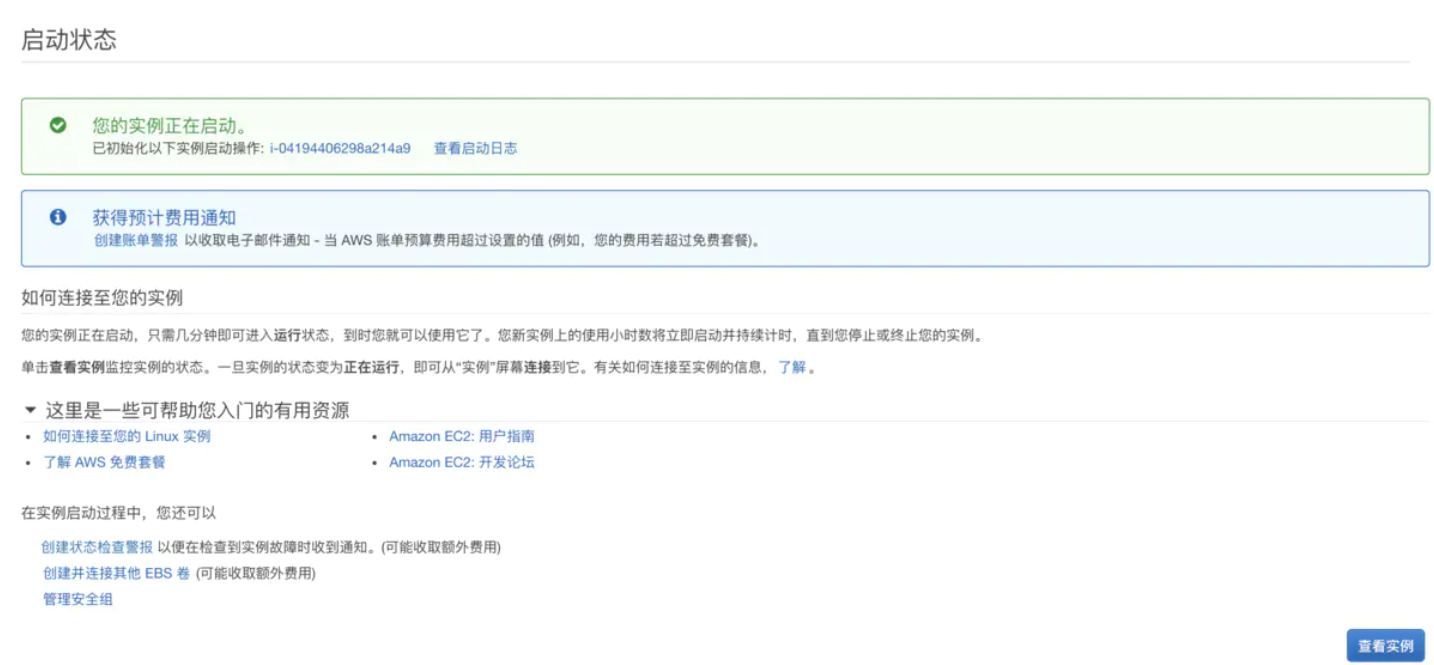 启动状态
您的实例正在启动。
已初始化以下实例启动操作: i-04194406298a214a9 查看启动日志
获得预计费用通知
创建账单警报 以收取电子邮件通知 - 当 AWS 账单预算费用超过设置的值 (例如，您的费用若超过免费套餐)。
如何连接至您的实例
您的实例正在启动，只需几分钟即可进入运行状态，到时您就可以使用它了。您新实例上的使用小时数将立即启动并持续计时，直到您停止或终止您的实例。
单击查看实例监控实例的状态。一旦实例的状态变为正在运行，即可从“实例”屏幕连接到它。有关如何连接至实例的信息，了解。
这里是一些可帮助您入门的有用资源
如何连接至您的 Linux 实例 Amazon EC2: 用户指南
了解 AWS 免费套餐 Amazon EC2: 开发论坛
在实例启动过程中，您还可以
创建状态检查警报 以便在检查到实例故障时收到通知。(可能收取额外费用)
创建并连接其他 EBS 卷 (可能收取额外费用)
管理安全组
查看实例